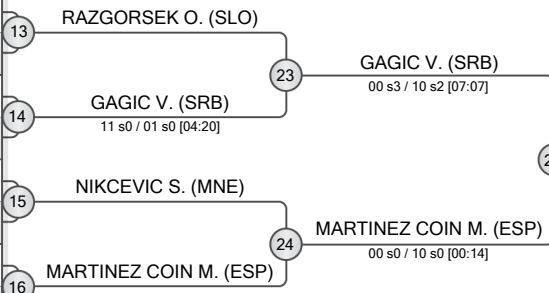 RAZGORSEK O. (SLO)
13
GAGIC V. (SRB)
23
00 s3 / 10 s2 [07:07]
GAGIC V. (SRB)
14
11 s0 / 01 s0 [04:20]
2
NIKCEVIC S. (MNE)
15
MARTINEZ COIN M. (ESP)
24
00 s0 / 10 s0 [00:14]
MARTINEZ COIN M. (ESP)
16